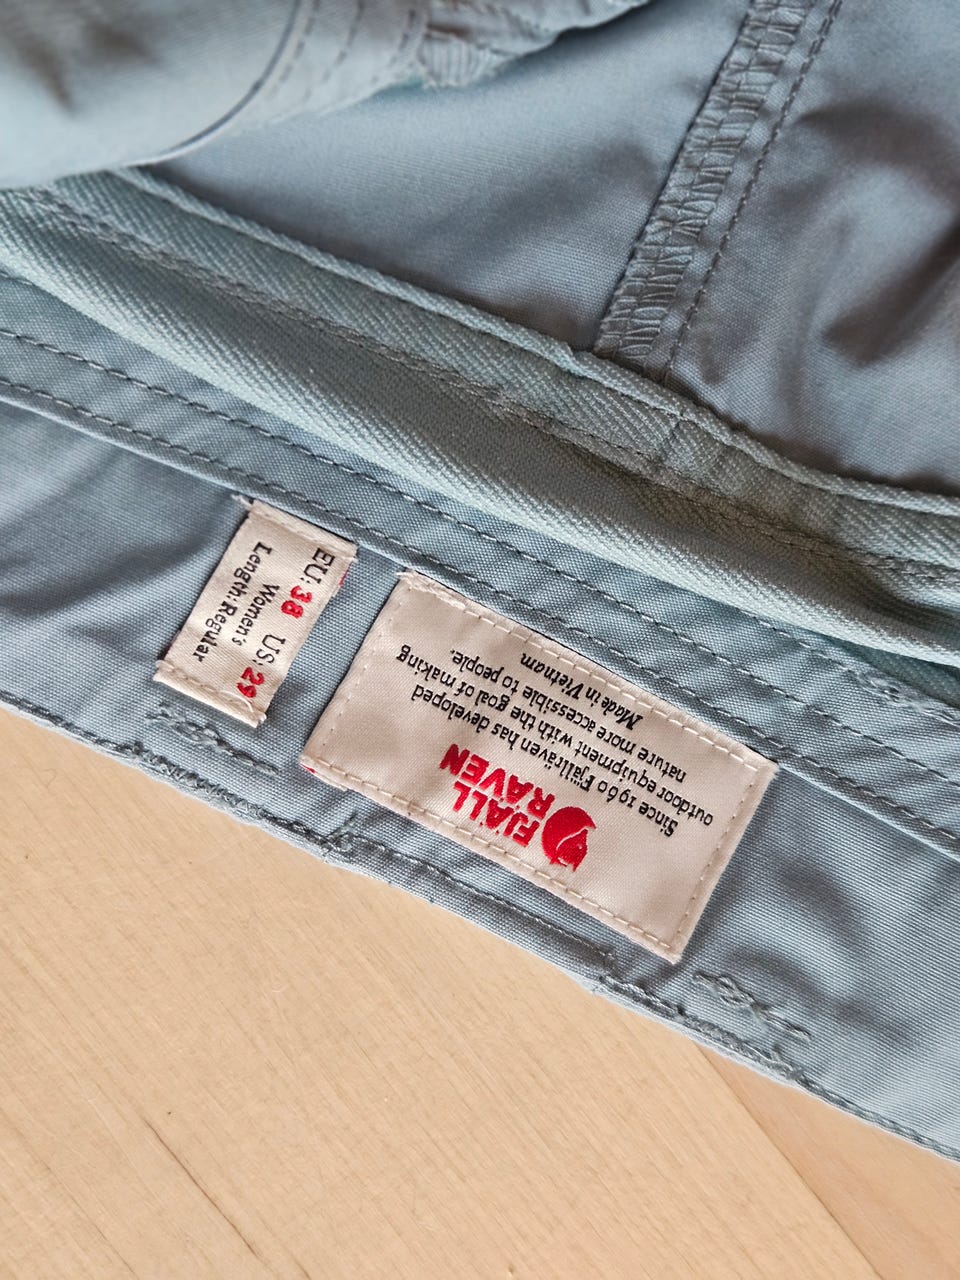 EU: 38 US: 29
Women's
Length: Regular
FJALL
RAVEN
Since 1960 Fjällräven has developed
outdoor equipment with the goal of making
nature more accessible to people.
Made in Vietnam.